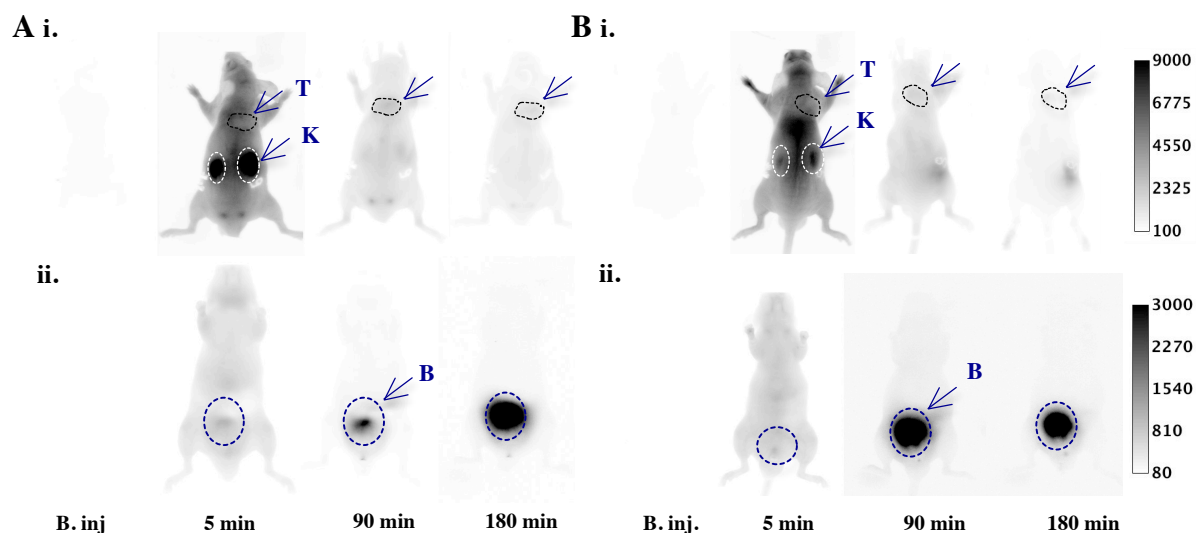 A i.
B i.
T
K
T
K
9000
6775
4550
2325
100
ii.
B
ii.
B
3000
2270
1540
810
80
B. inj
5 min
90 min
180 min
B. inj.
5 min
90 min
180 min